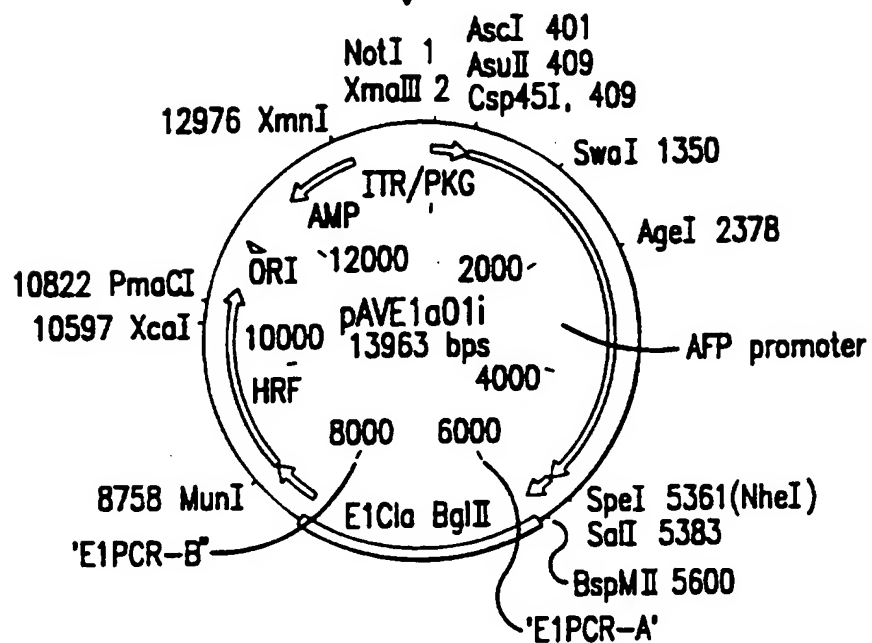 NotI 1
XmaIII 2
AscI 401
AsuII 409
Csp45I, 409
12976 XmnI
SwaI 1350
ITR/PKG
AMP
AgeI 2378
ORI
12000
2000
10822 PmaCI
10597 XcaI
pAVE1a01i
13963 bps
10000
AFP promoter
4000
HRF
8000
6000
8758 MunI
E1Cla BglII
SpeI 5361(NheI)
SalI 5383
'E1PCR-B"
BspMII 5600
'E1PCR-A'